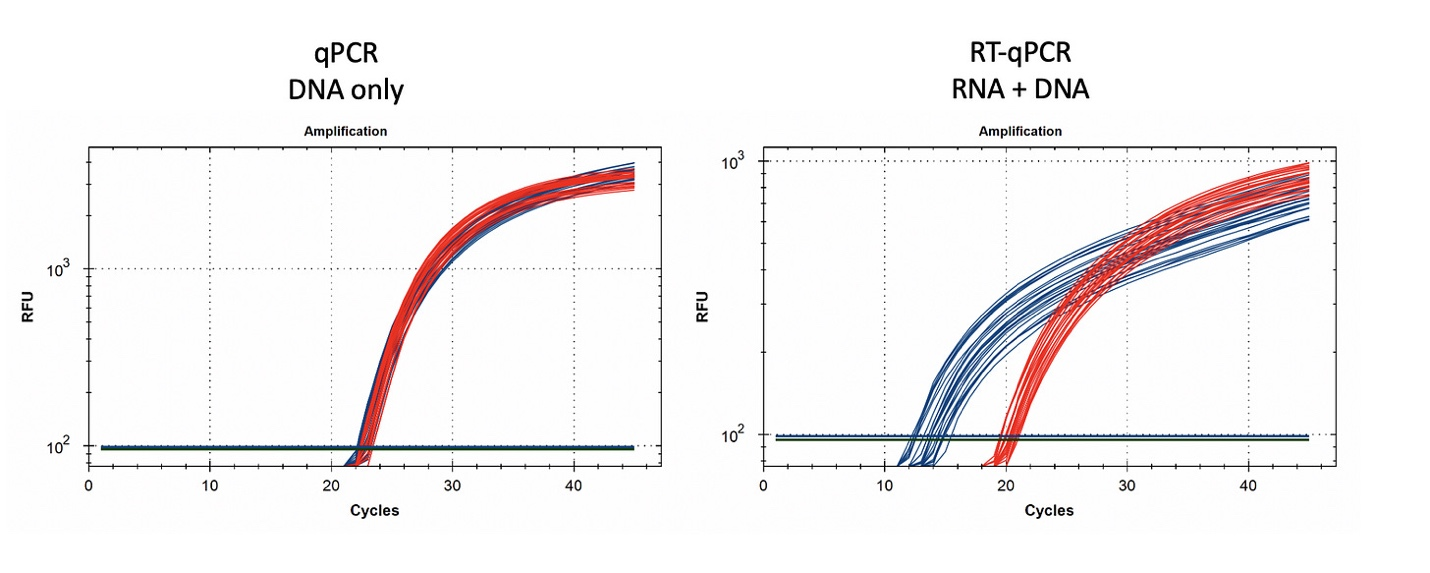 qPCR
DNA only
Amplification
10³
10²
RFU
0 10 20 30 40
Cycles
RT-qPCR
RNA + DNA
Amplification
10³
10²
RFU
0 10 20 30 40
Cycles